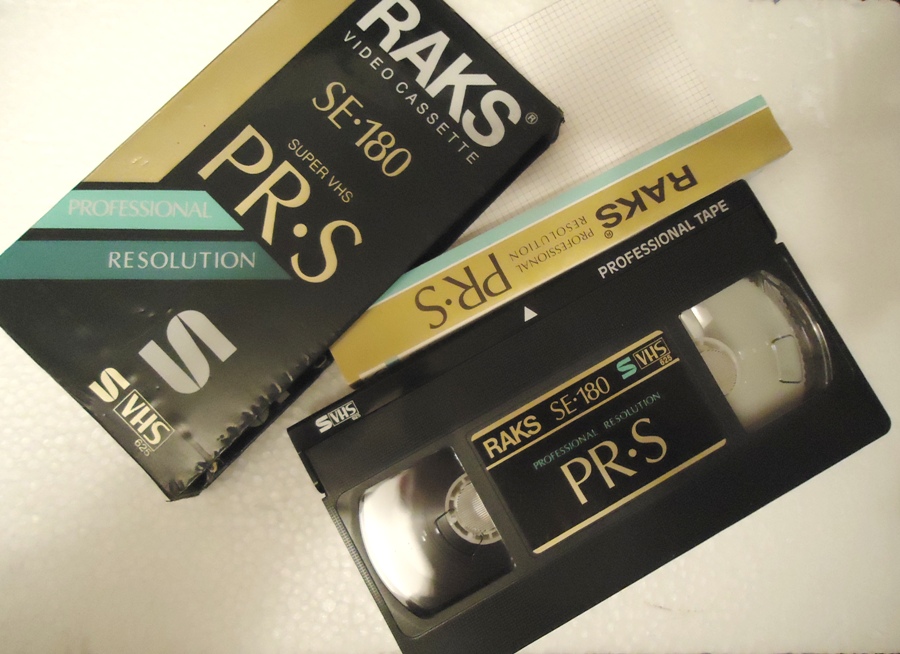 RAKS®
VIDEO CASSETTE
SE·180
SUPER VHS
PR·S
PROFESSIONAL
RESOLUTION
S
S VHS
625
RAKS®
PROFESSIONAL
RESOLUTION
PR·S
PROFESSIONAL TAPE
S VHS
RAKS SE·180 S VHS
625
PROFESSIONAL RESOLUTION
PR·S